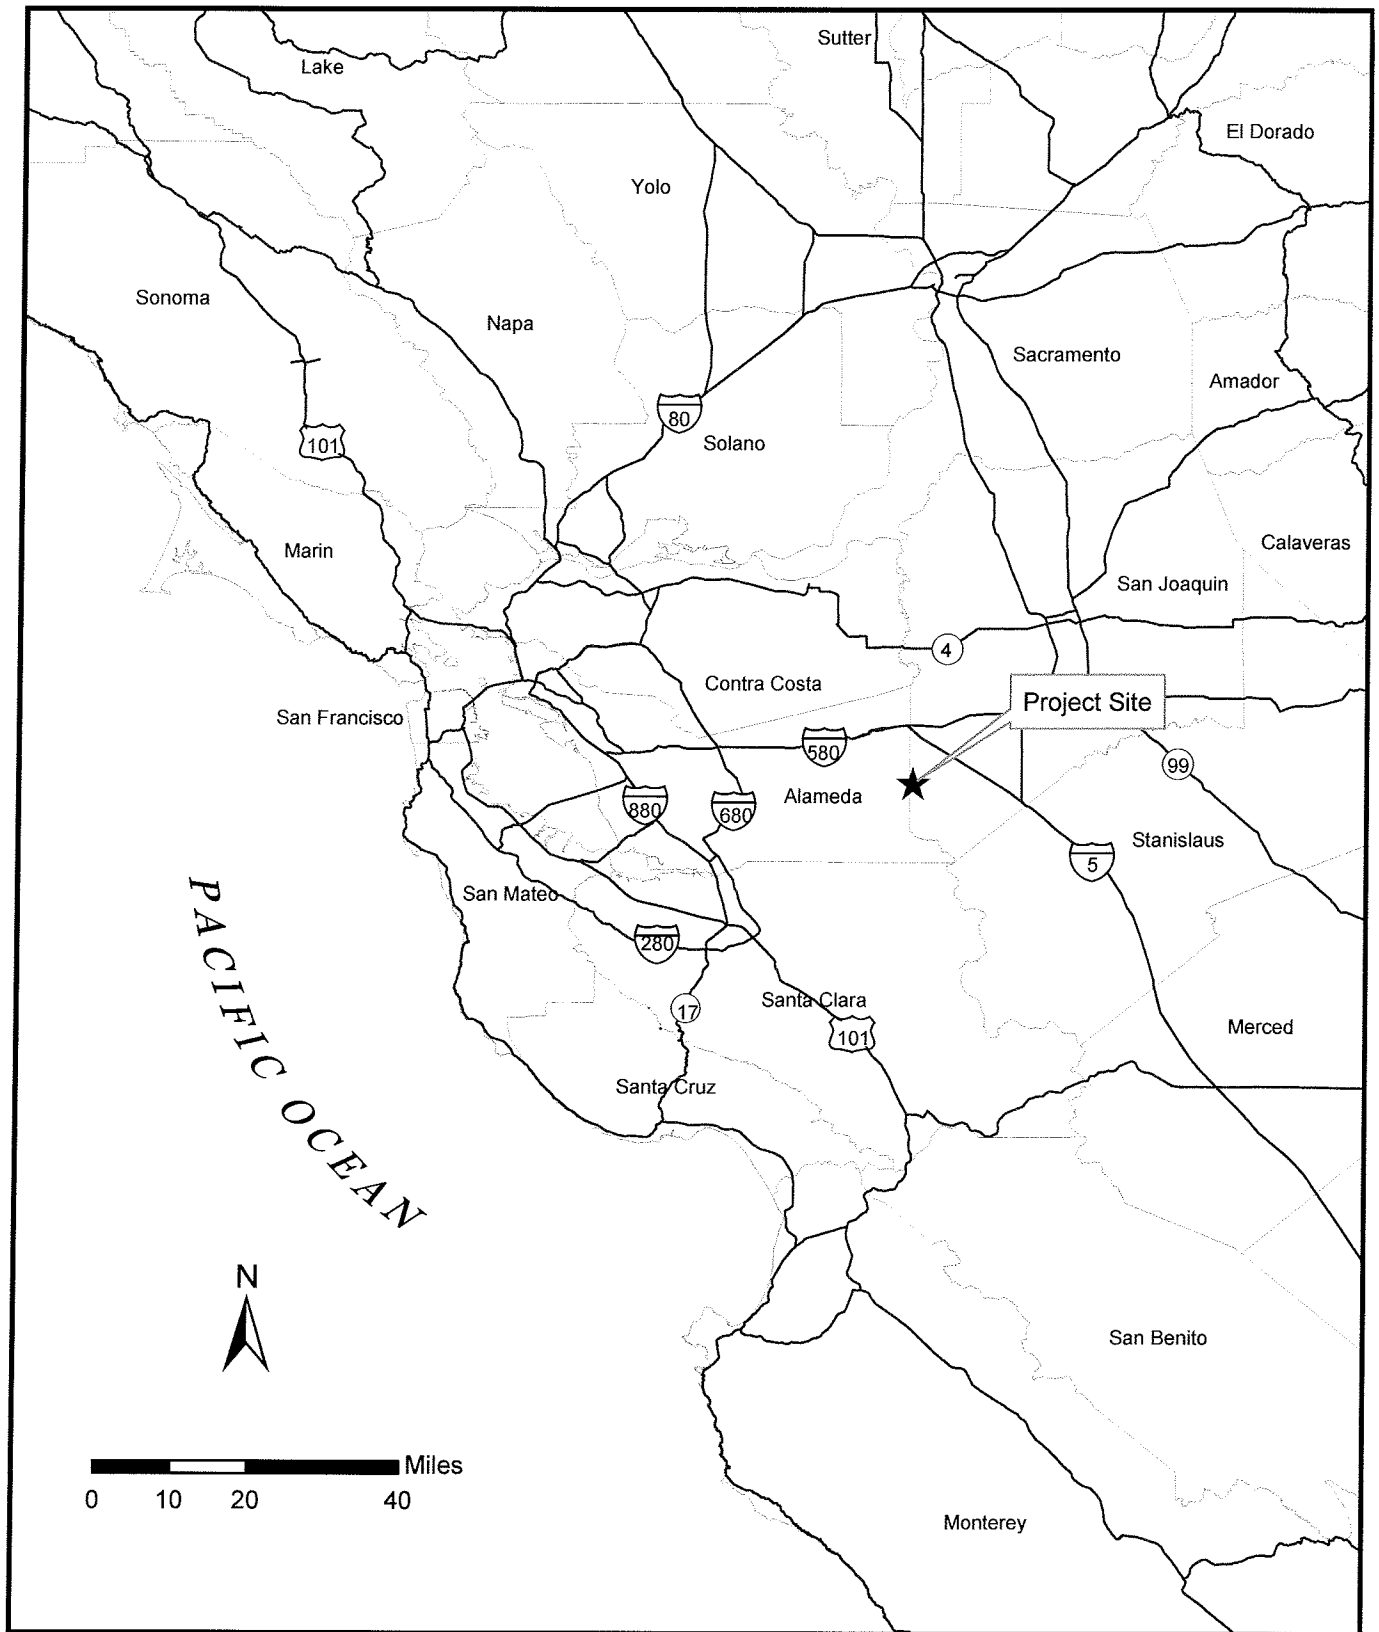 Sutter
Lake
El Dorado
Yolo
Sonoma
Napa
Sacramento
Amador
80
Solano
101
Marin
Calaveras
San Joaquin
4
Contra Costa
Project Site
San Francisco
580
99
Alameda
880
680
Stanislaus
5
San Mateo
280
Santa Clara
17
101
Merced
Santa Cruz
PACIFIC OCEAN
N
San Benito
Miles
0 10 20 40
Monterey